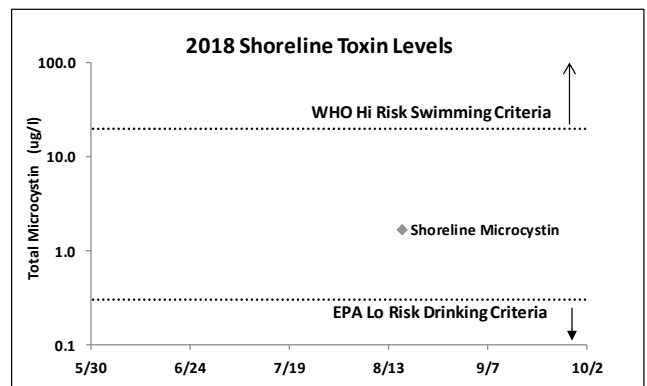 2018 Shoreline Toxin Levels
100.0
WHO Hi Risk Swimming Criteria
10.0
Total Microcystin (ug/l)
Shoreline Microcystin
1.0
EPA Lo Risk Drinking Criteria
0.1
5/30 6/24 7/19 8/13 9/7 10/2